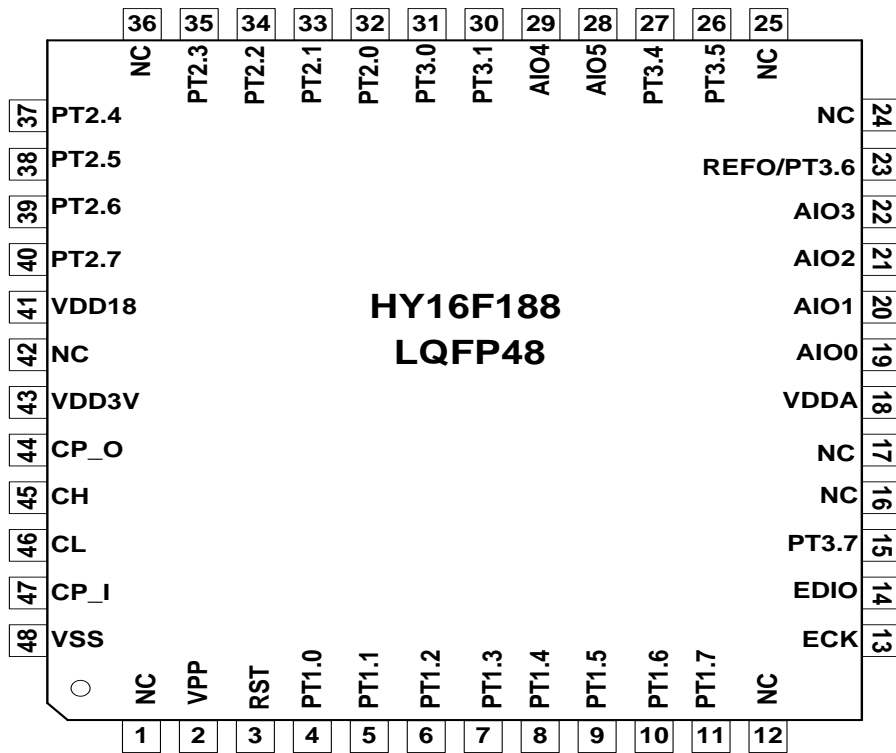 36 35 34 33 32 31 30 29 28 27 26 25
NC PT2.3 PT2.2 PT2.1 PT2.0 PT3.0 PT3.1 AIO4 AIO5 PT3.4 PT3.5 NC
37 PT2.4
38 PT2.5
39 PT2.6
40 PT2.7
41 VDD18
42 NC
43 VDD3V
44 CP_O
45 CH
46 CL
47 CP_I
48 VSS
HY16F188
LQFP48
NC 24
REFO/PT3.6 23
AIO3 22
AIO2 21
AIO1 20
AIO0 19
VDDA 18
NC 17
NC 16
PT3.7 15
EDIO 14
ECK 13
NC VPP RST PT1.0 PT1.1 PT1.2 PT1.3 PT1.4 PT1.5 PT1.6 PT1.7 NC
1 2 3 4 5 6 7 8 9 10 11 12